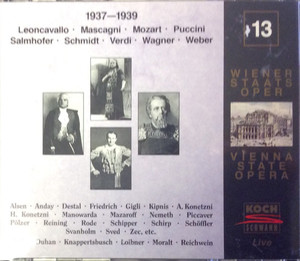 1937—1939
Leoncavallo · Mascagni · Mozart · Puccini
Salmhofer · Schmidt · Verdi · Wagner · Weber
13
WIENER
STAATS
OPER
VIENNA
STATE
OPERA
KOCH
SCHWANN
Live
Alsen · Anday · Destal · Friedrich · Gigli · Kipnis · A. Konetzni
H. Konetzni · Manowarda · Mazaroff · Nemeth · Piccaver
Pölzer · Reining · Rode · Schipper · Schirp · Schöffler
Svanholm · Sved · Zec, etc.
Duhan · Knappertsbusch · Loibner · Moralt · Reichwein